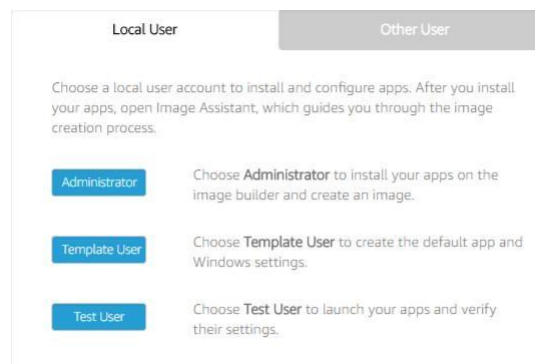 Local User
Other User
Choose a local user account to install and configure apps. After you install
your apps, open Image Assistant, which guides you through the image
creation process.
Administrator
Choose Administrator to install your apps on the
image builder and create an image.
Template User
Choose Template User to create the default app and
Windows settings.
Test User
Choose Test User to launch your apps and verify
their settings.